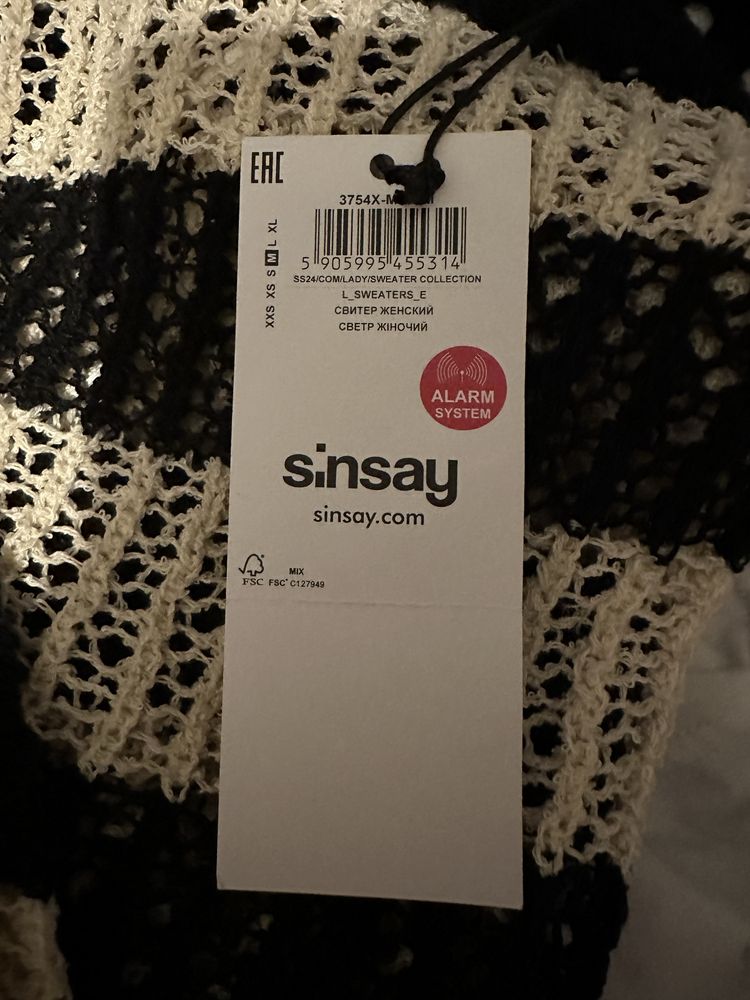 EAC
XXS XS S M L XL
5 905995 455314
SS24/COM/LADY/SWEATER COLLECTION
L_SWEATERS_E
СВИТЕР ЖЕНСКИЙ
СВЕТР ЖІНОЧИЙ
ALARM
SYSTEM
sinsay
sinsay.com
MIX
FSC FSC® C127949